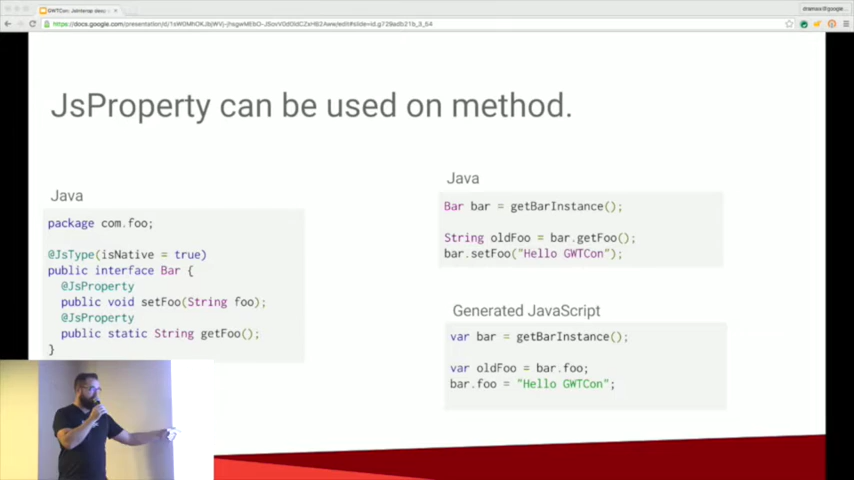 JsProperty can be used on method.
Java
package com.foo;
@JsType(isNative = true)
public interface Bar {
@JsProperty
public void setFoo(String foo);
@JsProperty
public static String getFoo();
}
Java
Bar bar = getBarInstance();
String oldFoo = bar.getFoo();
bar.setFoo("Hello GWTCon");
Generated JavaScript
var bar = getBarInstance();
var oldFoo = bar.foo;
bar.foo = "Hello GWTCon";